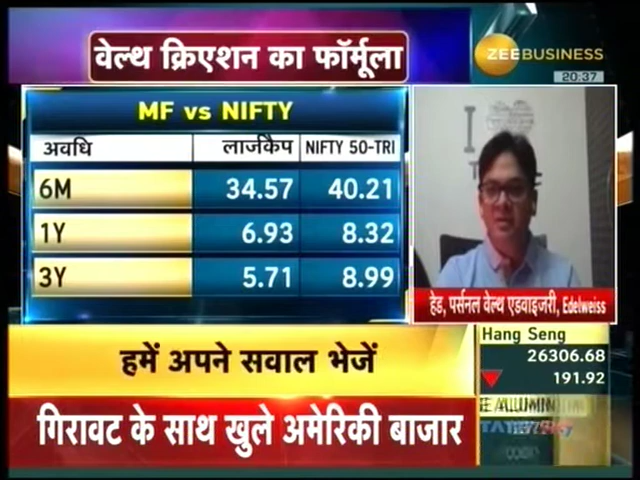 वेल्थ क्रिएशन का फॉर्मूला
ZEE BUSINESS
20:37
MF vs NIFTY
अवधि लार्जकैप NIFTY 50-TRI
6M 34.57 40.21
1Y 6.93 8.32
3Y 5.71 8.99
I
हेड, पर्सनल वेल्थ एडवाइजरी, Edelweiss
हमें अपने सवाल भेजें
Hang Seng
26306.68
191.92
गिरावट के साथ खुले अमेरिकी बाजार